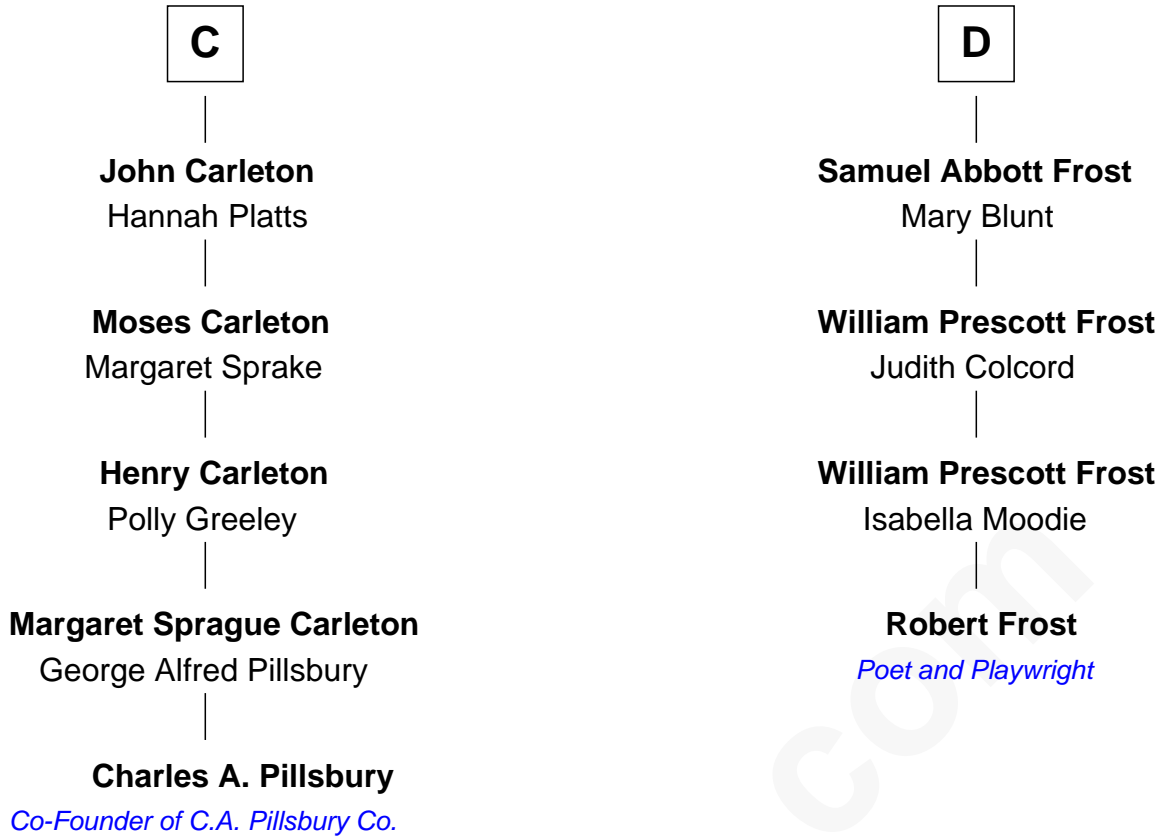 C
John Carleton
Hannah Platts
Moses Carleton
Margaret Sprake
Henry Carleton
Polly Greeley
Margaret Sprague Carleton
George Alfred Pillsbury
Charles A. Pillsbury
Co-Founder of C.A. Pillsbury Co.
D
Samuel Abbott Frost
Mary Blunt
William Prescott Frost
Judith Colcord
William Prescott Frost
Isabella Moodie
Robert Frost
Poet and Playwright
com